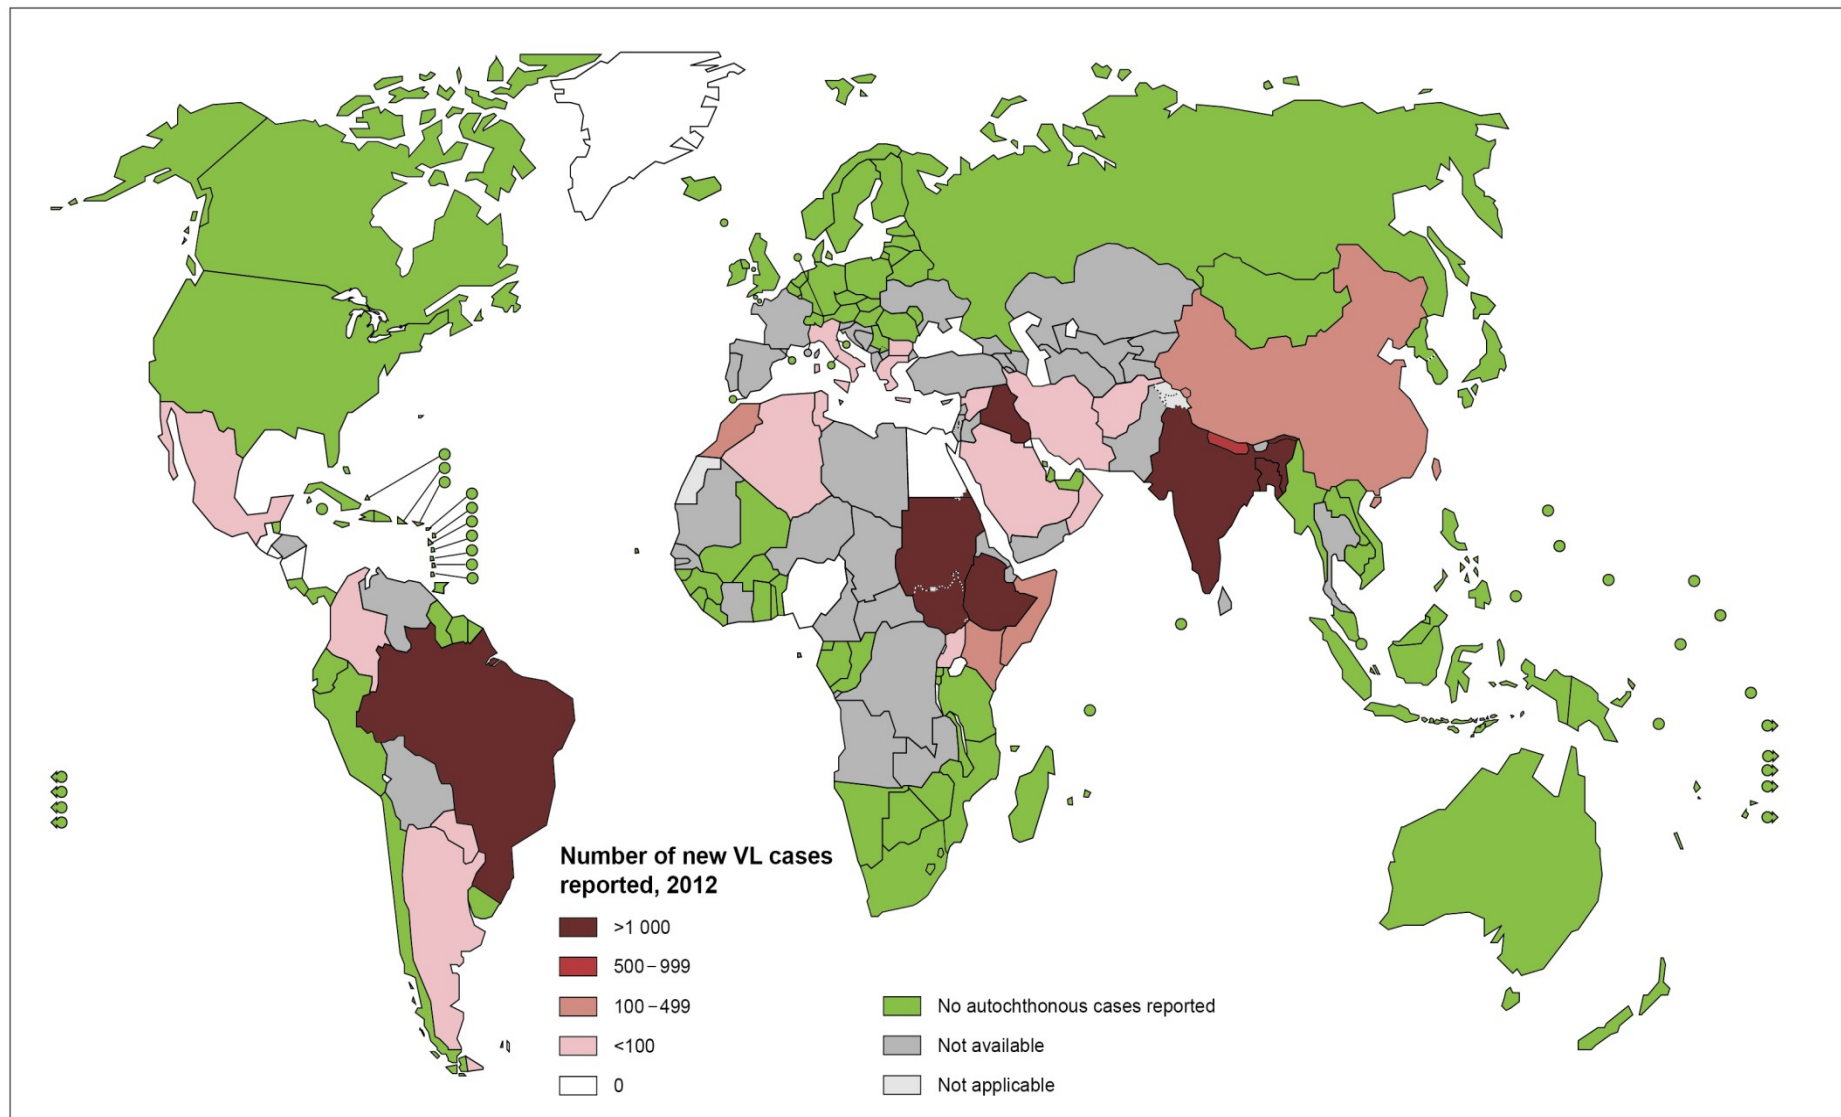 Number of new VL cases
reported, 2012
>1 000
500–999
100–499
<100
0
No autochthonous cases reported
Not available
Not applicable